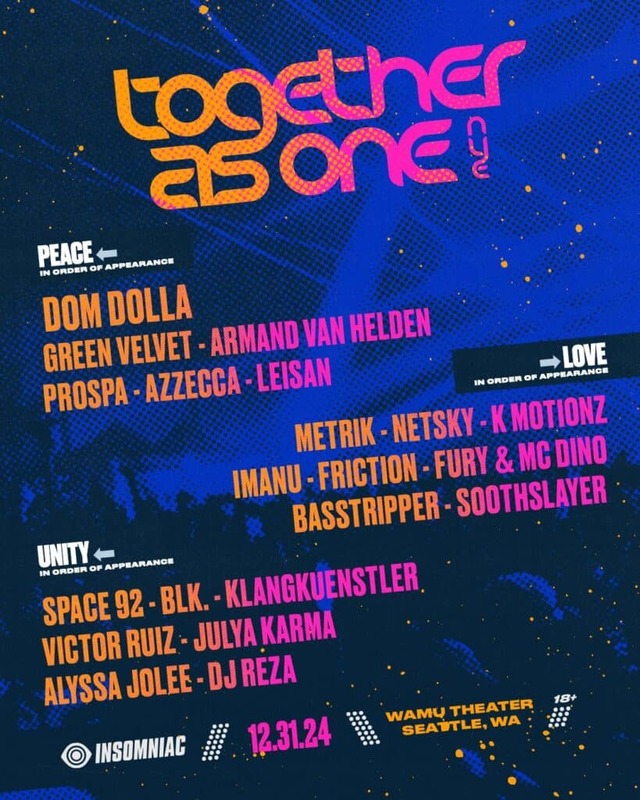 together
as one nye
PEACE
IN ORDER OF APPEARANCE
DOM DOLLA
GREEN VELVET - ARMAND VAN HELDEN
PROSPA - AZZECCA - LEISAN
LOVE
IN ORDER OF APPEARANCE
METRIK - NETSKY - K MOTIONZ
IMANU - FRICTION - FURY & MC DINO
BASSTRIPPER - SOOTHSLAYER
UNITY
IN ORDER OF APPEARANCE
SPACE 92 - BLK. - KLANGKUENSTLER
VICTOR RUIZ - JULYA KARMA
ALYSSA JOLEE - DJ REZA
INSOMNIAC
12.31.24
WAMU THEATER
SEATTLE, WA
18+